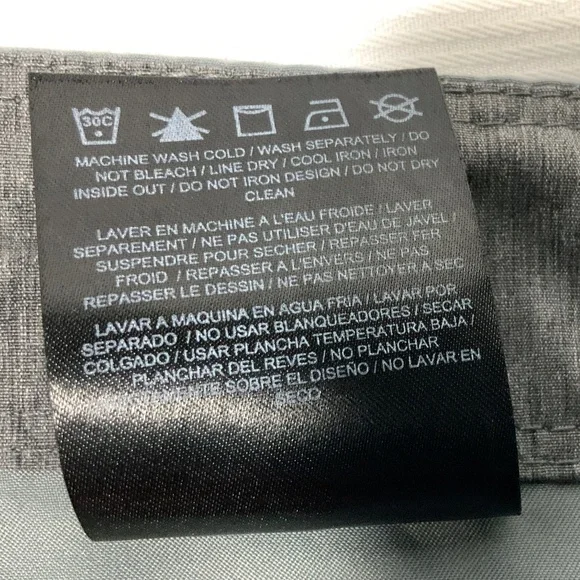 30C
MACHINE WASH COLD / WASH SEPARATELY / DO
NOT BLEACH / LINE DRY / COOL IRON / IRON
INSIDE OUT / DO NOT IRON DESIGN / DO NOT DRY
CLEAN
LAVER EN MACHINE A L'EAU FROIDE / LAVER
SEPAREMENT / NE PAS UTILISER D'EAU DE JAVEL /
SUSPENDRE POUR SECHER / REPASSER FER
FROID / REPASSER A L'ENVERS / NE PAS
REPASSER LE DESSIN / NE PAS NETTOYER A SEC
LAVAR A MAQUINA EN AGUA FRIA / LAVAR POR
SEPARADO / NO USAR BLANQUEADORES / SECAR
COLGADO / USAR PLANCHA TEMPERATURA BAJA /
PLANCHAR DEL REVES / NO PLANCHAR
SOBRE EL DISEÑO / NO LAVAR EN
SECO